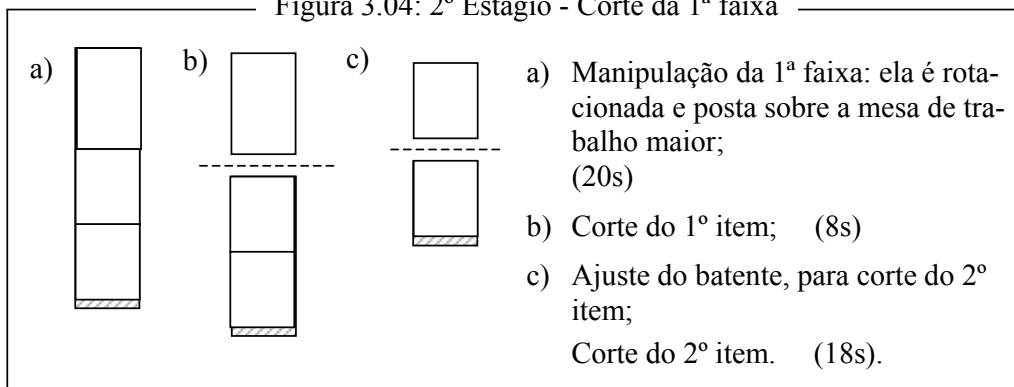 Figura 3.04: 2º Estágio - Corte da 1ª faixa
a)
b)
c)
a) Manipulação da 1ª faixa: ela é rota-
cionada e posta sobre a mesa de tra-
balho maior;
(20s)
b) Corte do 1º item; (8s)
c) Ajuste do batente, para corte do 2º
item;
Corte do 2º item. (18s).